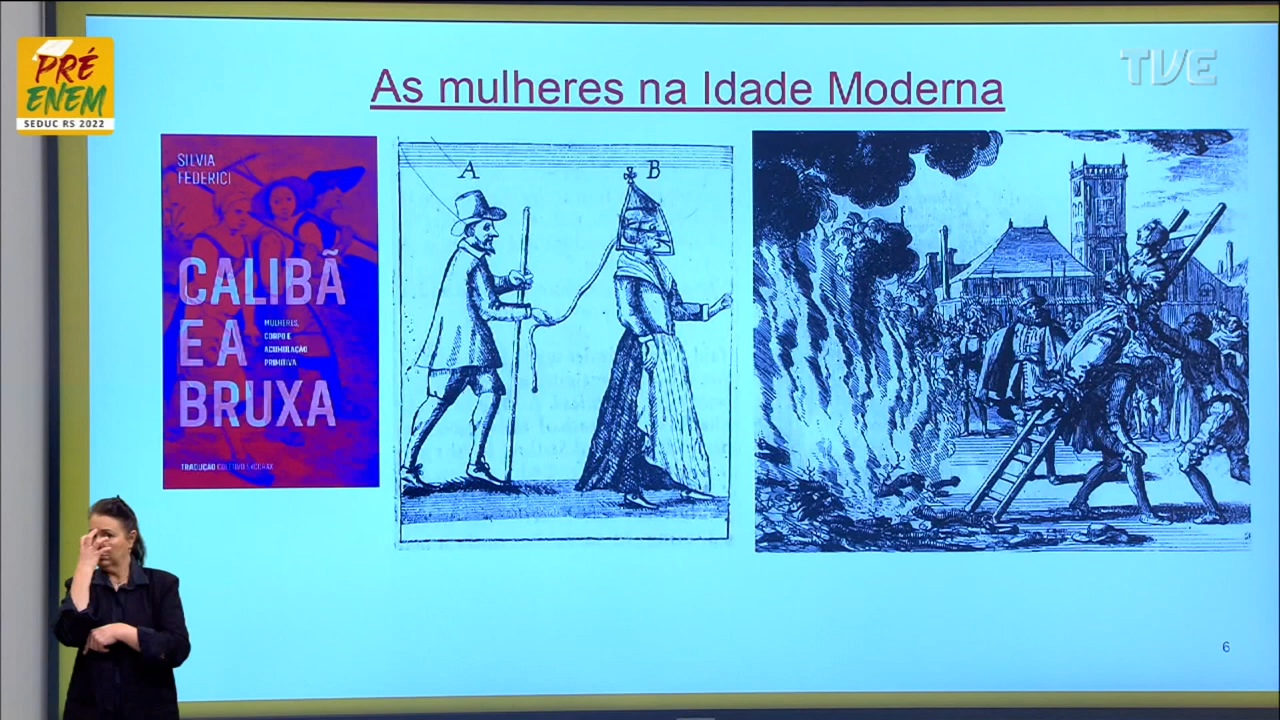 PRÉ
ENEM
SEDUC RS 2022
TVE
As mulheres na Idade Moderna
SILVIA
FEDERICI
CALIBÃ
E A
BRUXA
MULHERES,
CORPO E
ACUMULAÇÃO
PRIMITIVA
TRADUÇÃO COLETIVO SYCORAX
A
B
6